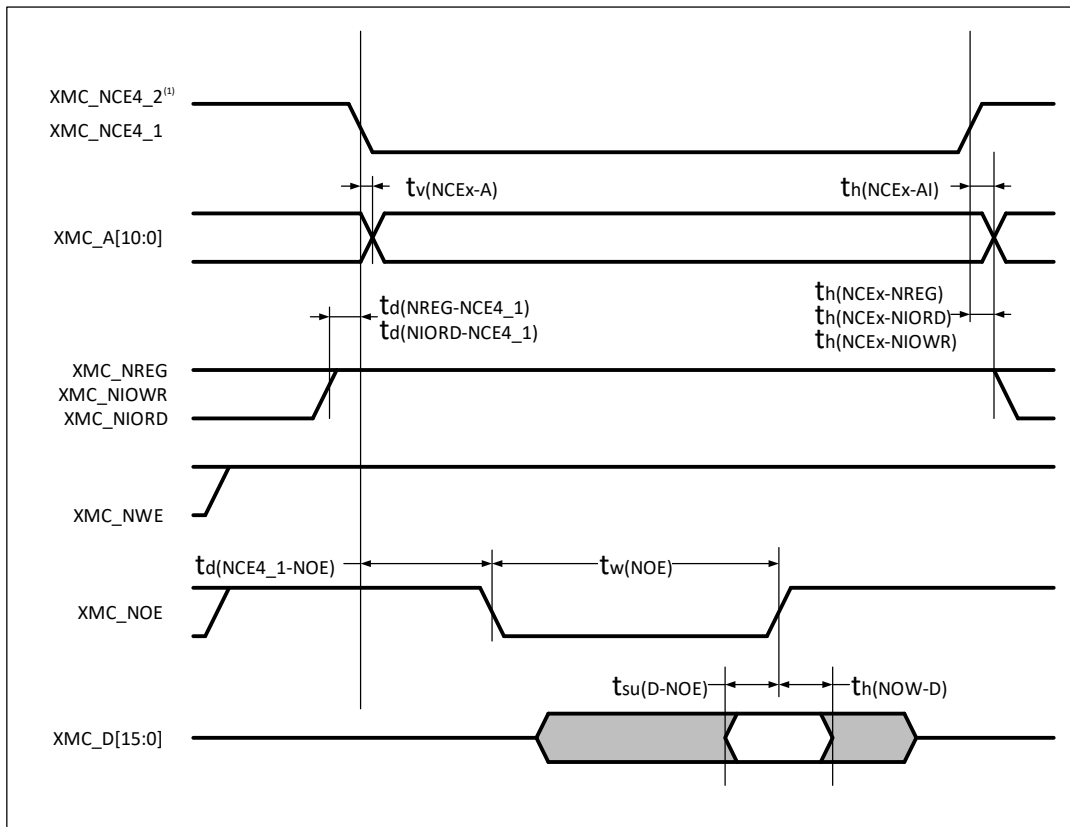 XMC_NCE4_2(1)
XMC_NCE4_1
tv(NCEx-A)
th(NCEx-AI)
XMC_A[10:0]
td(NREG-NCE4_1)
td(NIORD-NCE4_1)
th(NCEx-NREG)
th(NCEx-NIORD)
th(NCEx-NIOWR)
XMC_NREG
XMC_NIOWR
XMC_NIORD
XMC_NWE
td(NCE4_1-NOE)
tw(NOE)
XMC_NOE
tsu(D-NOE)
th(NOW-D)
XMC_D[15:0]